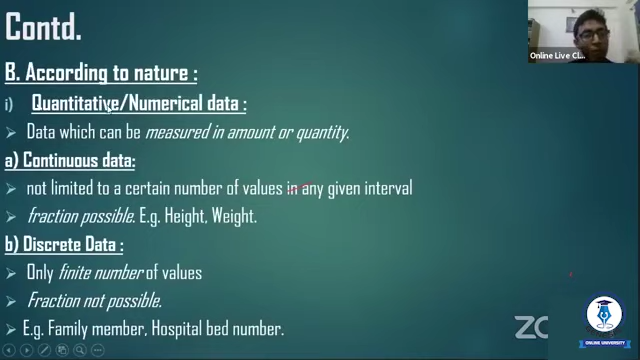 Contd.
Online Live Cl...
B. According to nature :
i) Quantitative/Numerical data :
➢ Data which can be measured in amount or quantity.
a) Continuous data:
➢ not limited to a certain number of values in any given interval
➢ fraction possible. E.g. Height, Weight.
b) Discrete Data :
➢ Only finite number of values
➢ Fraction not possible.
➢ E.g. Family member, Hospital bed number.
ZO
ONLINE UNIVERSITY